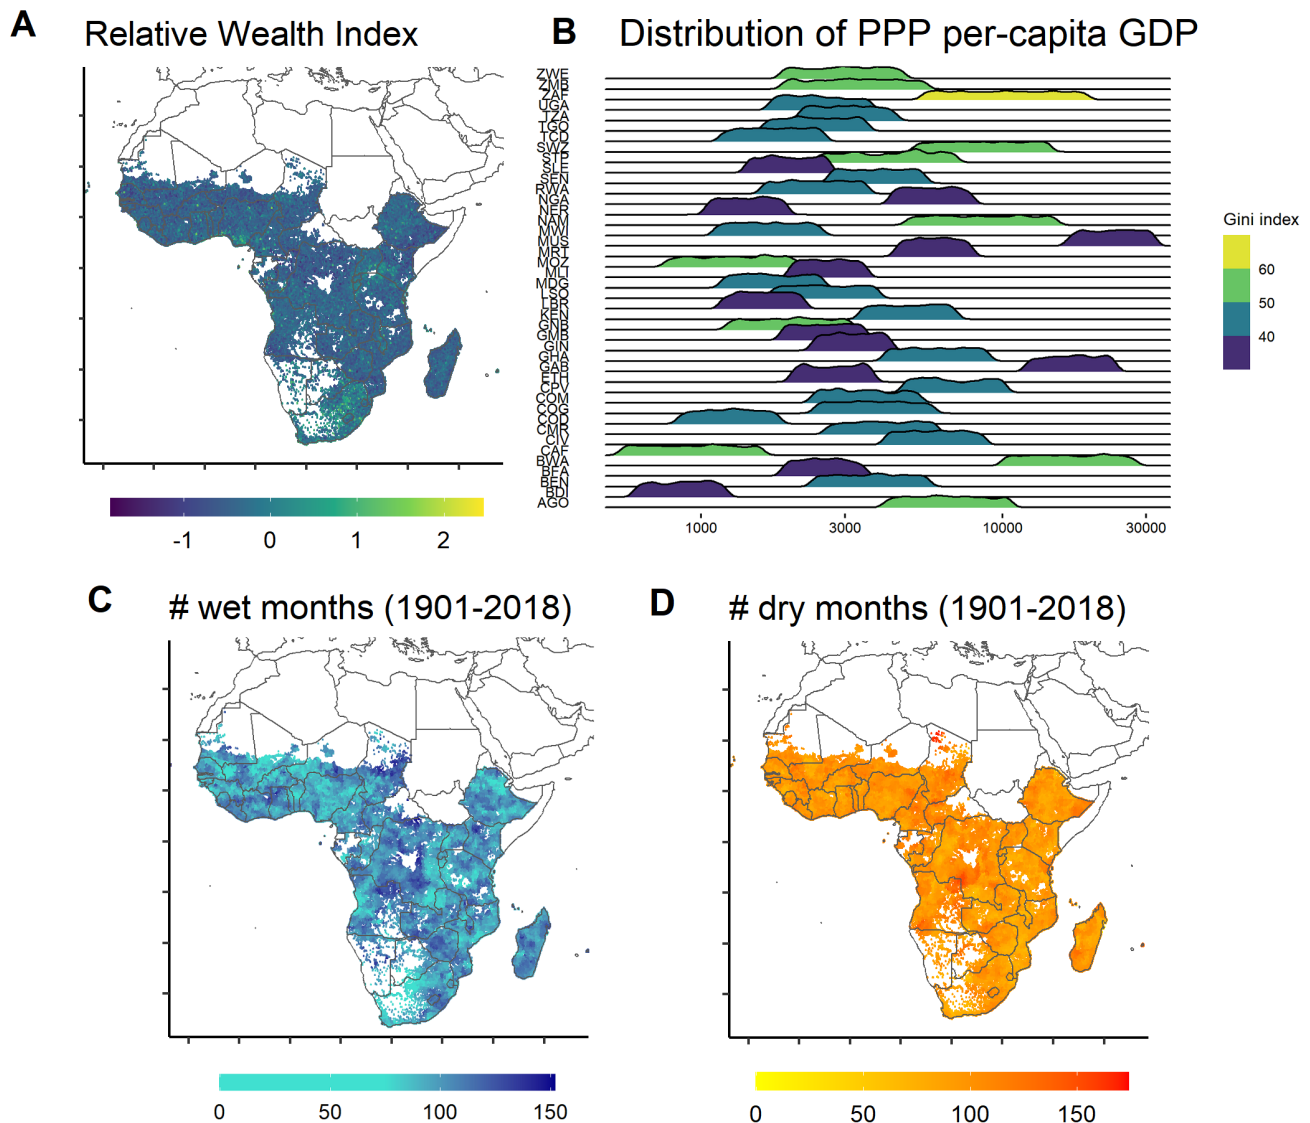 A
Relative Wealth Index
-1
0
1
2
B
Distribution of PPP per-capita GDP
ZWE
ZMB
ZAF
UGA
TZA
TGO
TCD
SWZ
STP
SLE
SEN
RWA
NGA
NER
NAM
MWI
MUS
MRT
MOZ
MLI
MDG
LSO
LBR
KEN
GNB
GMB
GIN
GHA
GAB
ETH
CPV
COM
COG
COD
CMR
CIV
CAF
BWA
BFA
BEN
BDI
AGO
1000
3000
10000
30000
Gini index
60
50
40
C
# wet months (1901-2018)
0
50
100
150
D
# dry months (1901-2018)
0
50
100
150